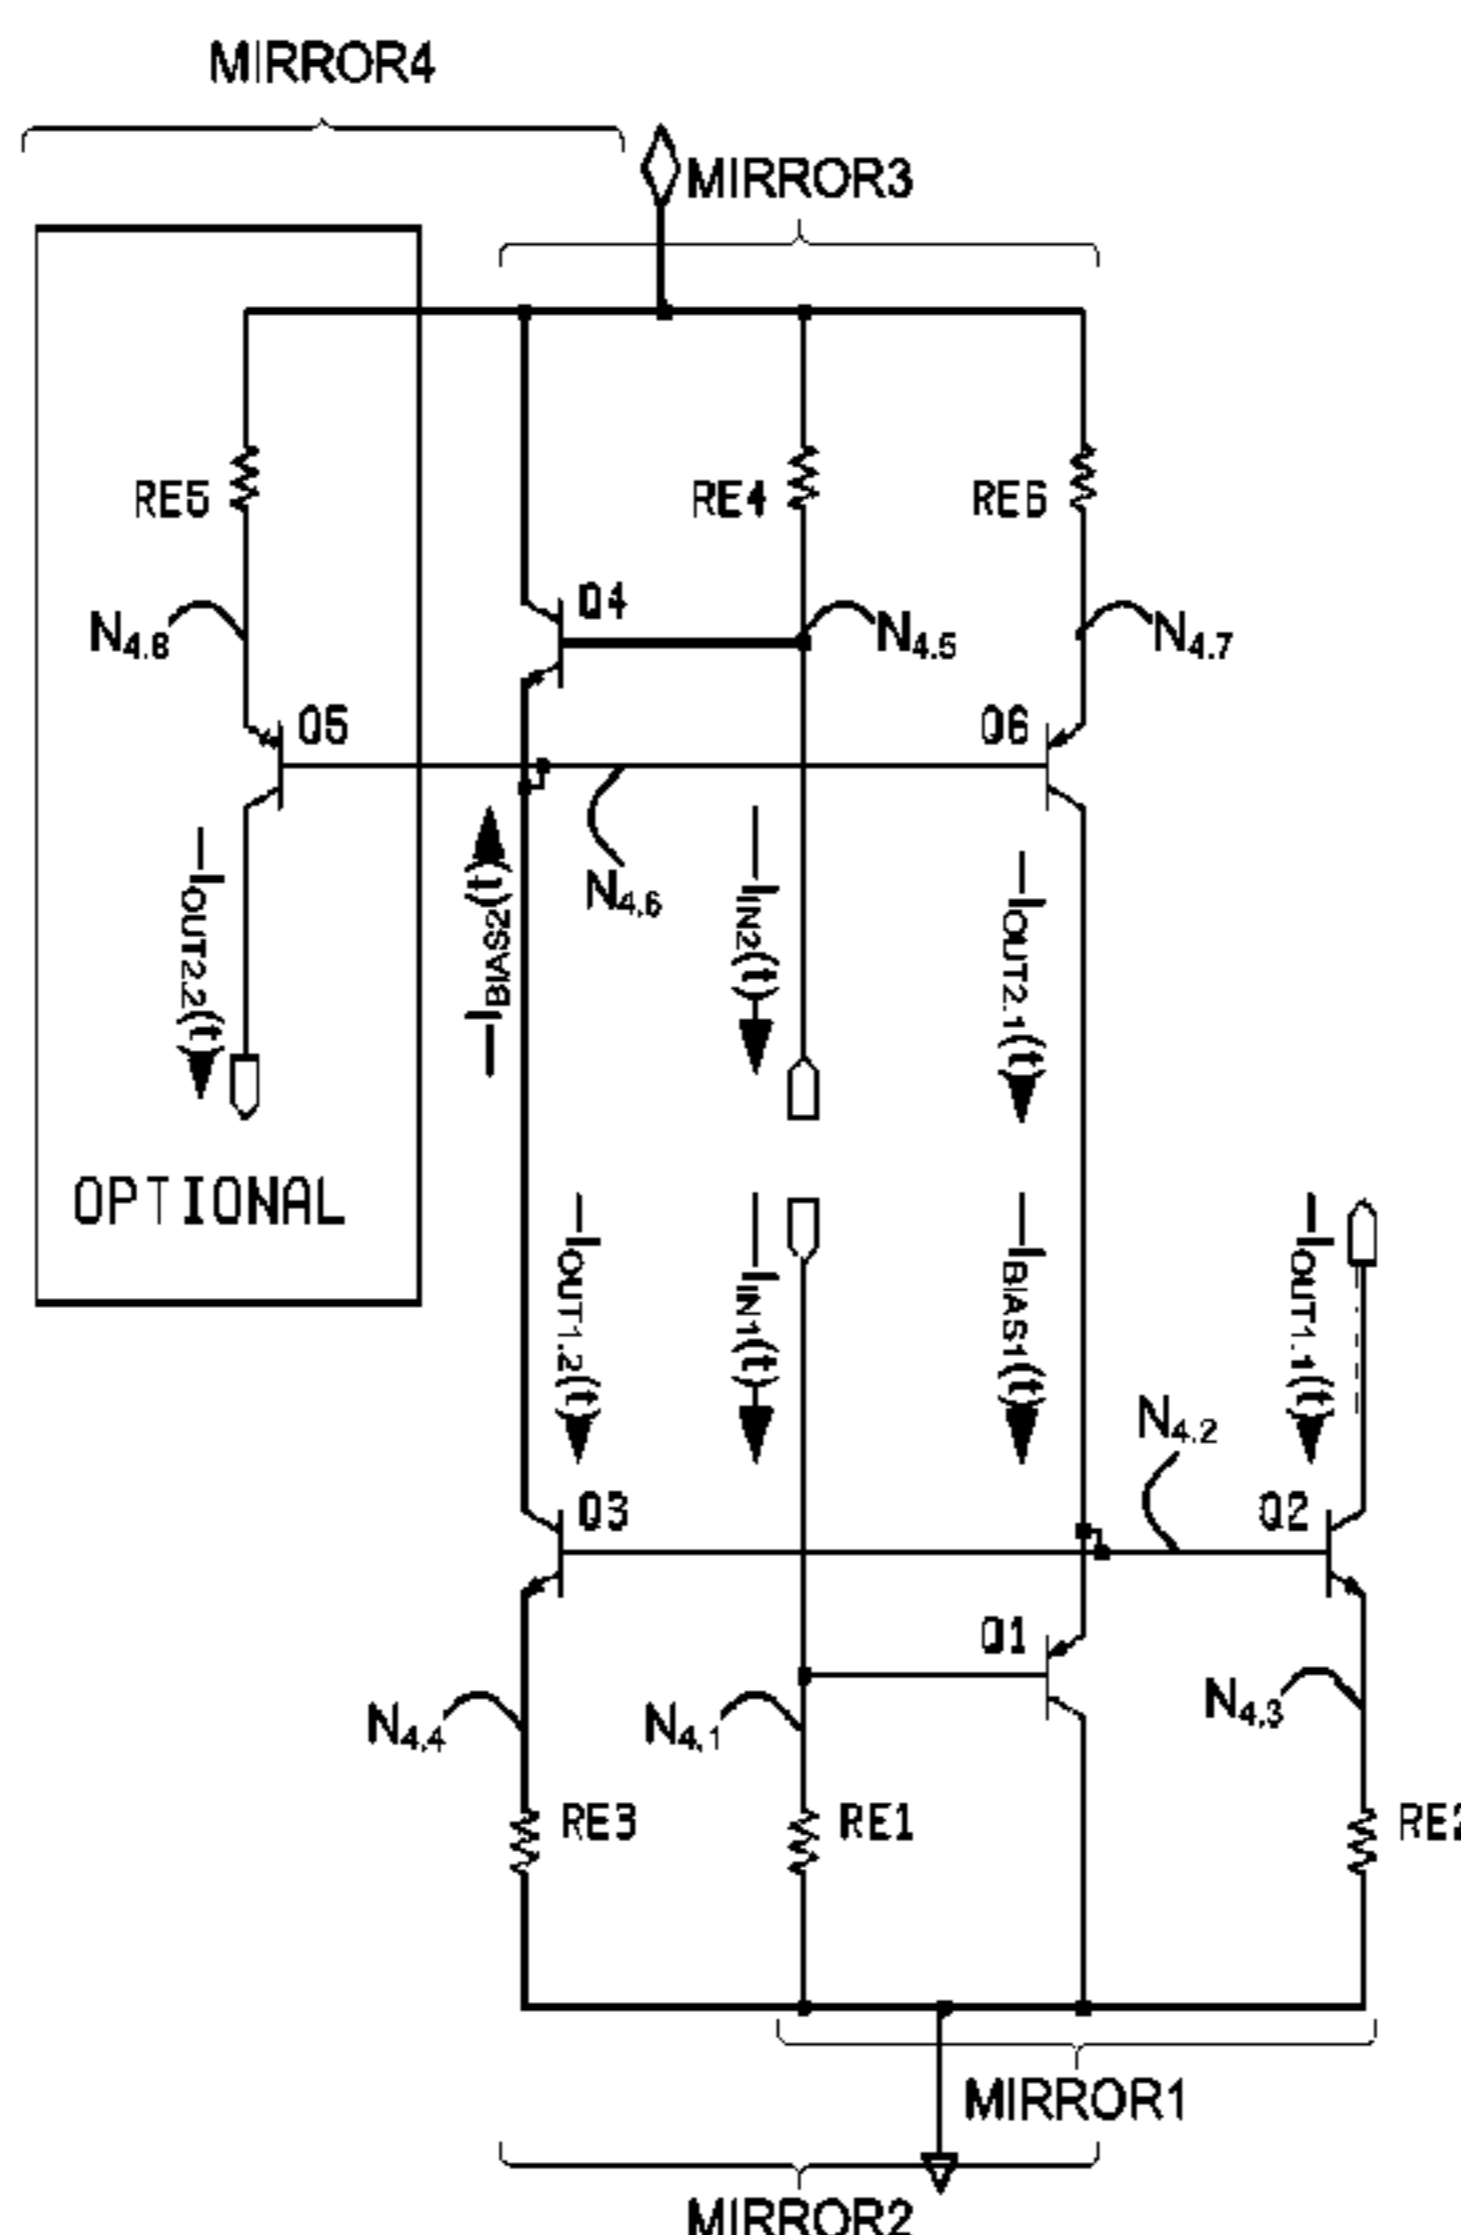 MIRROR4
MIRROR3
RE5
RE4
RE6
Q4
N4.8
N4.5
N4.7
Q5
Q6
N4.6
IOUT2.2(t)
IBIAS2(t)
IIN2(t)
IOUT2.1(t)
OPTIONAL
IOUT1.2(t)
IIN1(t)
IBIAS1(t)
IOUT1.1(t)
N4.2
Q3
Q2
Q1
N4.4
N4.1
N4.3
RE3
RE1
RE2
MIRROR1
MIRROR2